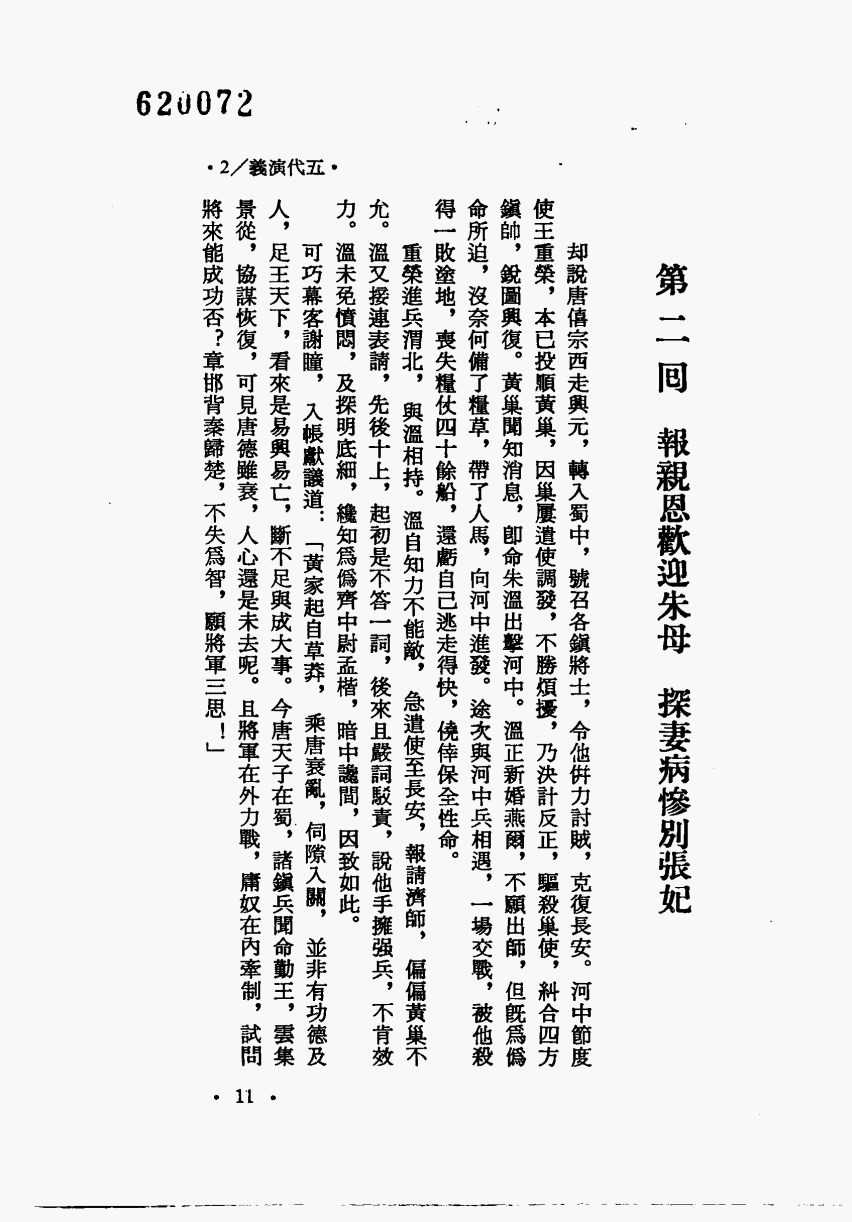 620072
•2／義演代五•
第二回　報親恩歡迎朱母　探妻病慘別張妃
却說唐僖宗西走興元，轉入蜀中，號召各鎭將士，令他併力討賊，克復長安。河中節度
使王重榮，本已投順黃巢，因巢屢遣使調發，不勝煩擾，乃決計反正，驅殺巢使，糾合四方
鎭帥，銳圖興復。黃巢聞知消息，卽命朱溫出擊河中。溫正新婚燕爾，不願出師，但旣爲僞
命所迫，沒奈何備了糧草，帶了人馬，向河中進發。途次與河中兵相遇，一場交戰，被他殺
得一敗塗地，喪失糧仗四十餘船，還虧自己逃走得快，僥倖保全性命。
重榮進兵渭北，與溫相持。溫自知力不能敵，急遣使至長安，報請濟師，偏偏黃巢不
允。溫又接連表請，先後十上，起初是不答一詞，後來且嚴詞駁責，說他手擁强兵，不肯效
力。溫未免憤悶，及探明底細，纔知爲僞齊中尉孟楷，暗中讒間，因致如此。
可巧幕客謝瞳，入帳獻議道：「黃家起自草莽，乘唐衰亂，伺隙入關，並非有功德及
人，足王天下，看來是易興易亡，斷不足與成大事。今唐天子在蜀，諸鎭兵聞命勤王，雲集
景從，協謀恢復，可見唐德雖衰，人心還是未去呢。且將軍在外力戰，庸奴在內牽制，試問
將來能成功否？章邯背秦歸楚，不失爲智，願將軍三思！」
• 11 •